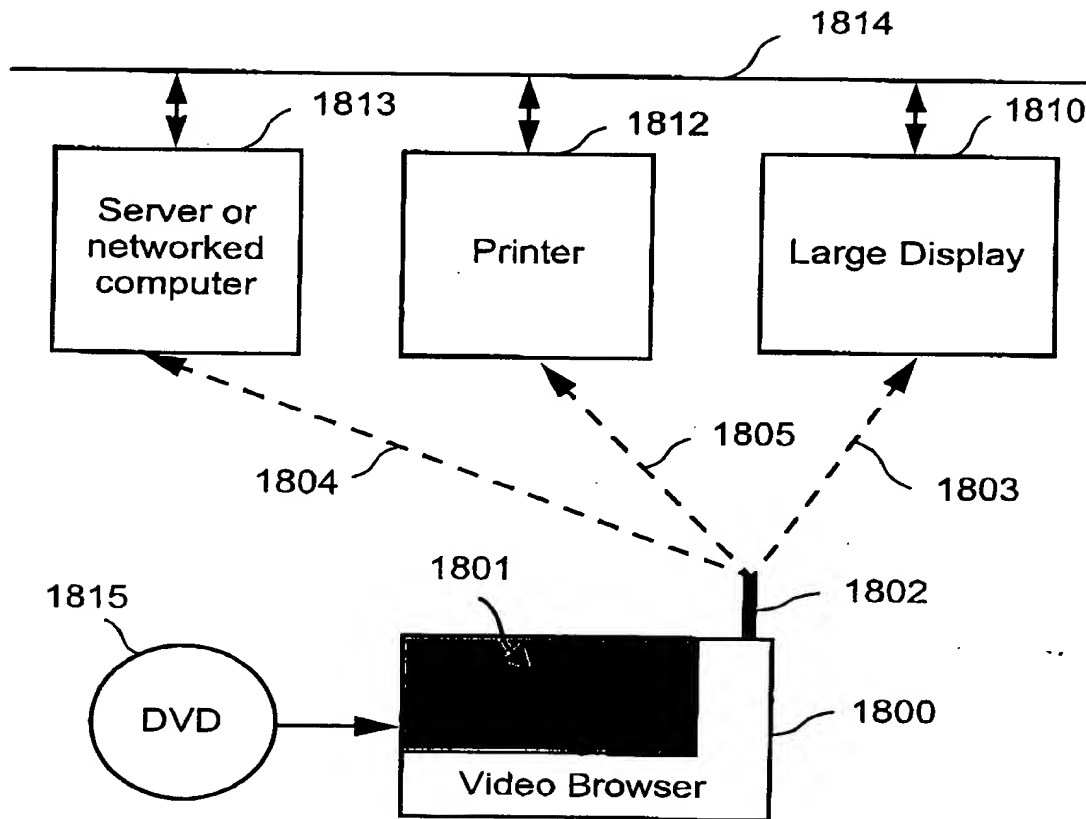 1814
1813
1812
1810
Server or
networked
computer
Printer
Large Display
1804
1805
1803
1801
1802
1815
DVD
1800
Video Browser